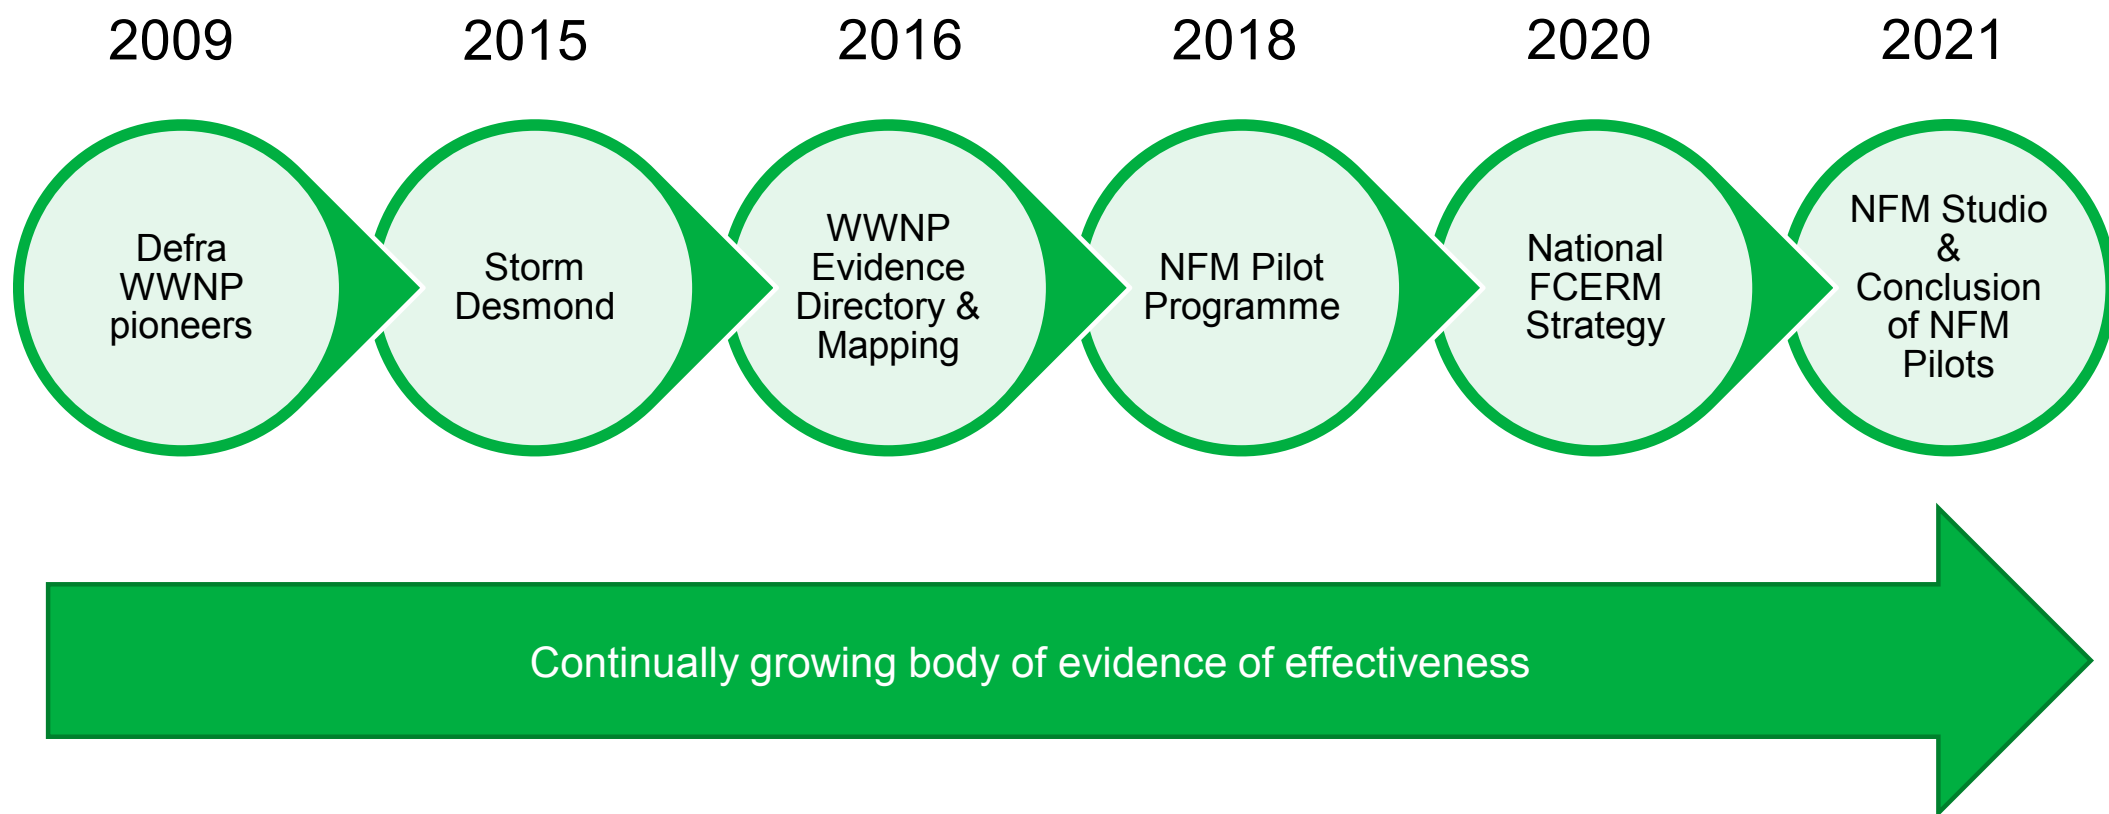 2009
2015
2016
2018
2020
2021
Defra
WWNP
pioneers
Storm
Desmond
WWNP
Evidence
Directory &
Mapping
NFM Pilot
Programme
National
FCERM
Strategy
NFM Studio
&
Conclusion
of NFM
Pilots
Continually growing body of evidence of effectiveness